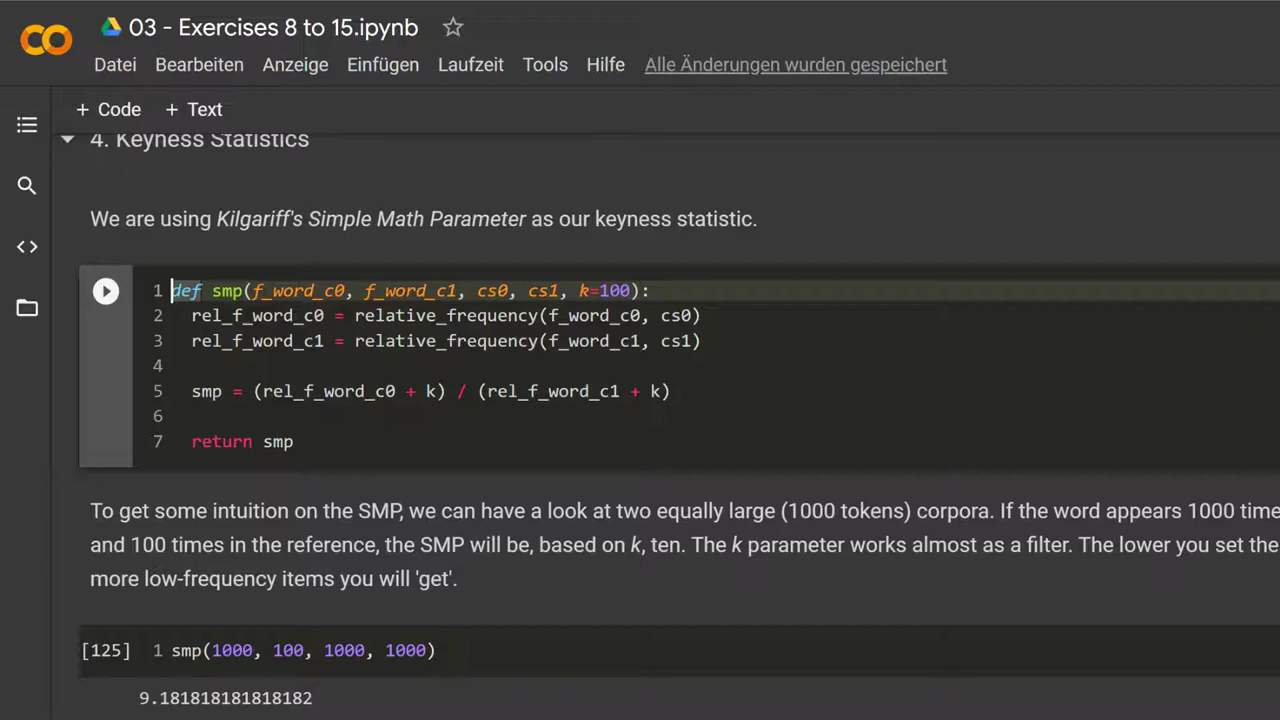 03 - Exercises 8 to 15.ipynb
Datei Bearbeiten Anzeige Einfügen Laufzeit Tools Hilfe Alle Änderungen wurden gespeichert
+ Code + Text
4. Keyness Statistics
We are using Kilgariff's Simple Math Parameter as our keyness statistic.
1 def smp(f_word_c0, f_word_c1, cs0, cs1, k=100):
2 rel_f_word_c0 = relative_frequency(f_word_c0, cs0)
3 rel_f_word_c1 = relative_frequency(f_word_c1, cs1)
4
5 smp = (rel_f_word_c0 + k) / (rel_f_word_c1 + k)
6
7 return smp
To get some intuition on the SMP, we can have a look at two equally large (1000 tokens) corpora. If the word appears 1000 time
and 100 times in the reference, the SMP will be, based on k, ten. The k parameter works almost as a filter. The lower you set the
more low-frequency items you will 'get'.
[125] 1 smp(1000, 100, 1000, 1000)
9.181818181818182